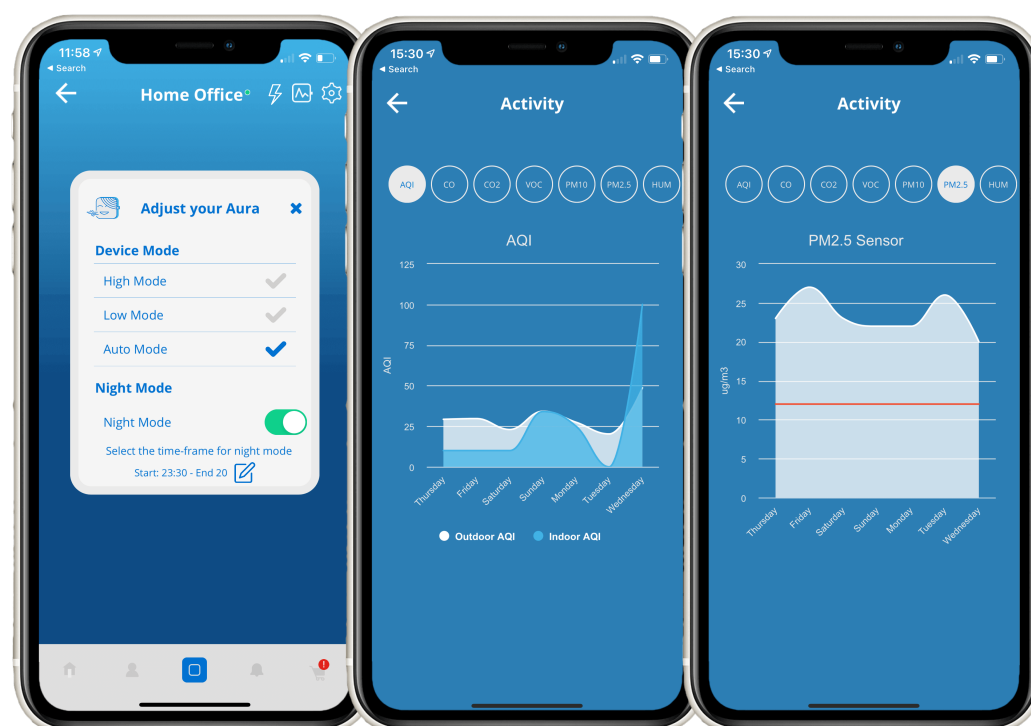 11:58
◄ Search
Home Office
Adjust your Aura
Device Mode
High Mode
Low Mode
Auto Mode
Night Mode
Night Mode
Select the time-frame for night mode
Start: 23:30 - End 20
!
15:30
◄ Search
Activity
AQI CO CO2 VOC PM10 PM2.5 HUM
AQI
125
100
75
50
25
0
AQI
Thursday Friday Saturday Sunday Monday Tuesday Wednesday
Outdoor AQI Indoor AQI
15:30
◄ Search
Activity
AQI CO CO2 VOC PM10 PM2.5 HUM
PM2.5 Sensor
30
25
20
15
10
5
0
ug/m3
Thursday Friday Saturday Sunday Monday Tuesday Wednesday